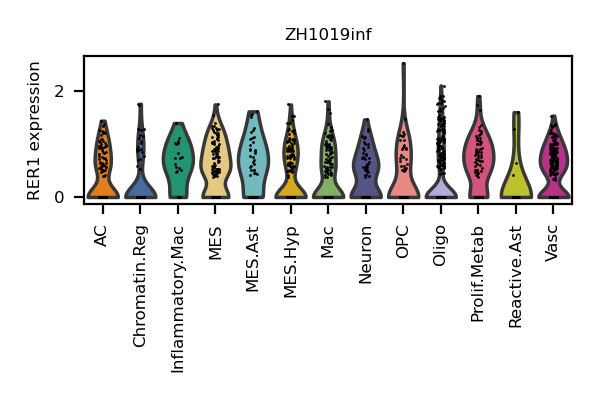 ZH1019inf
RER1 expression
2
0
AC
Chromatin.Reg
Inflammatory.Mac
MES
MES.Ast
MES.Hyp
Mac
Neuron
OPC
Oligo
Prolif.Metab
Reactive.Ast
Vasc